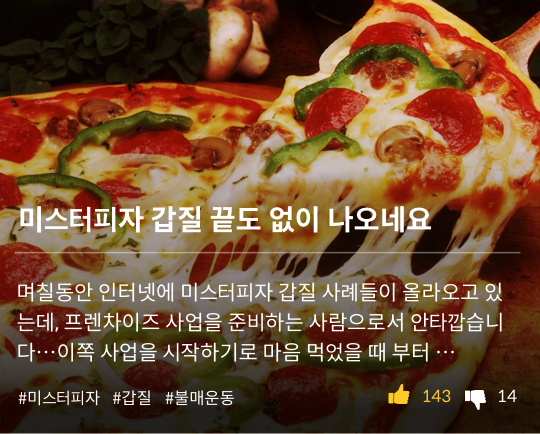 미스터피자 갑질 끝도 없이 나오네요
며칠동안 인터넷에 미스터피자 갑질 사례들이 올라오고 있
는데, 프렌차이즈 사업을 준비하는 사람으로서 안타깝습니
다…이쪽 사업을 시작하기로 마음 먹었을 때 부터 …
#미스터피자 #갑질 #불매운동 143 14